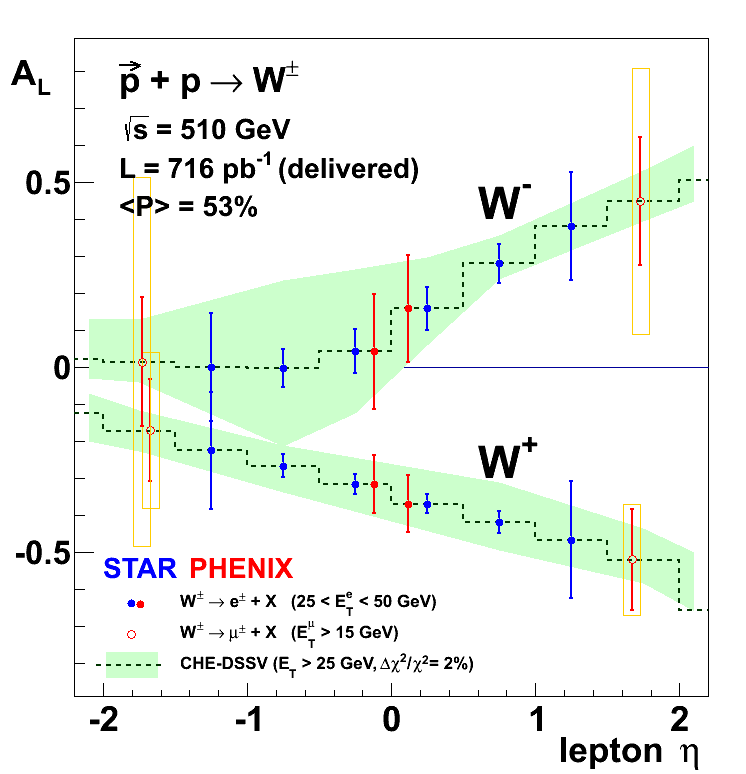 A_L
p⃗ + p → W^±
√s = 510 GeV
L = 716 pb^-1 (delivered)
<P> = 53%
0.5
W^-
0
W^+
-0.5
STAR PHENIX
W^± → e^± + X (25 < E_T^e < 50 GeV)
W^± → μ^± + X (E_T^μ > 15 GeV)
CHE-DSSV (E_T > 25 GeV, Δχ²/χ²= 2%)
-2 -1 0 1 2
lepton η